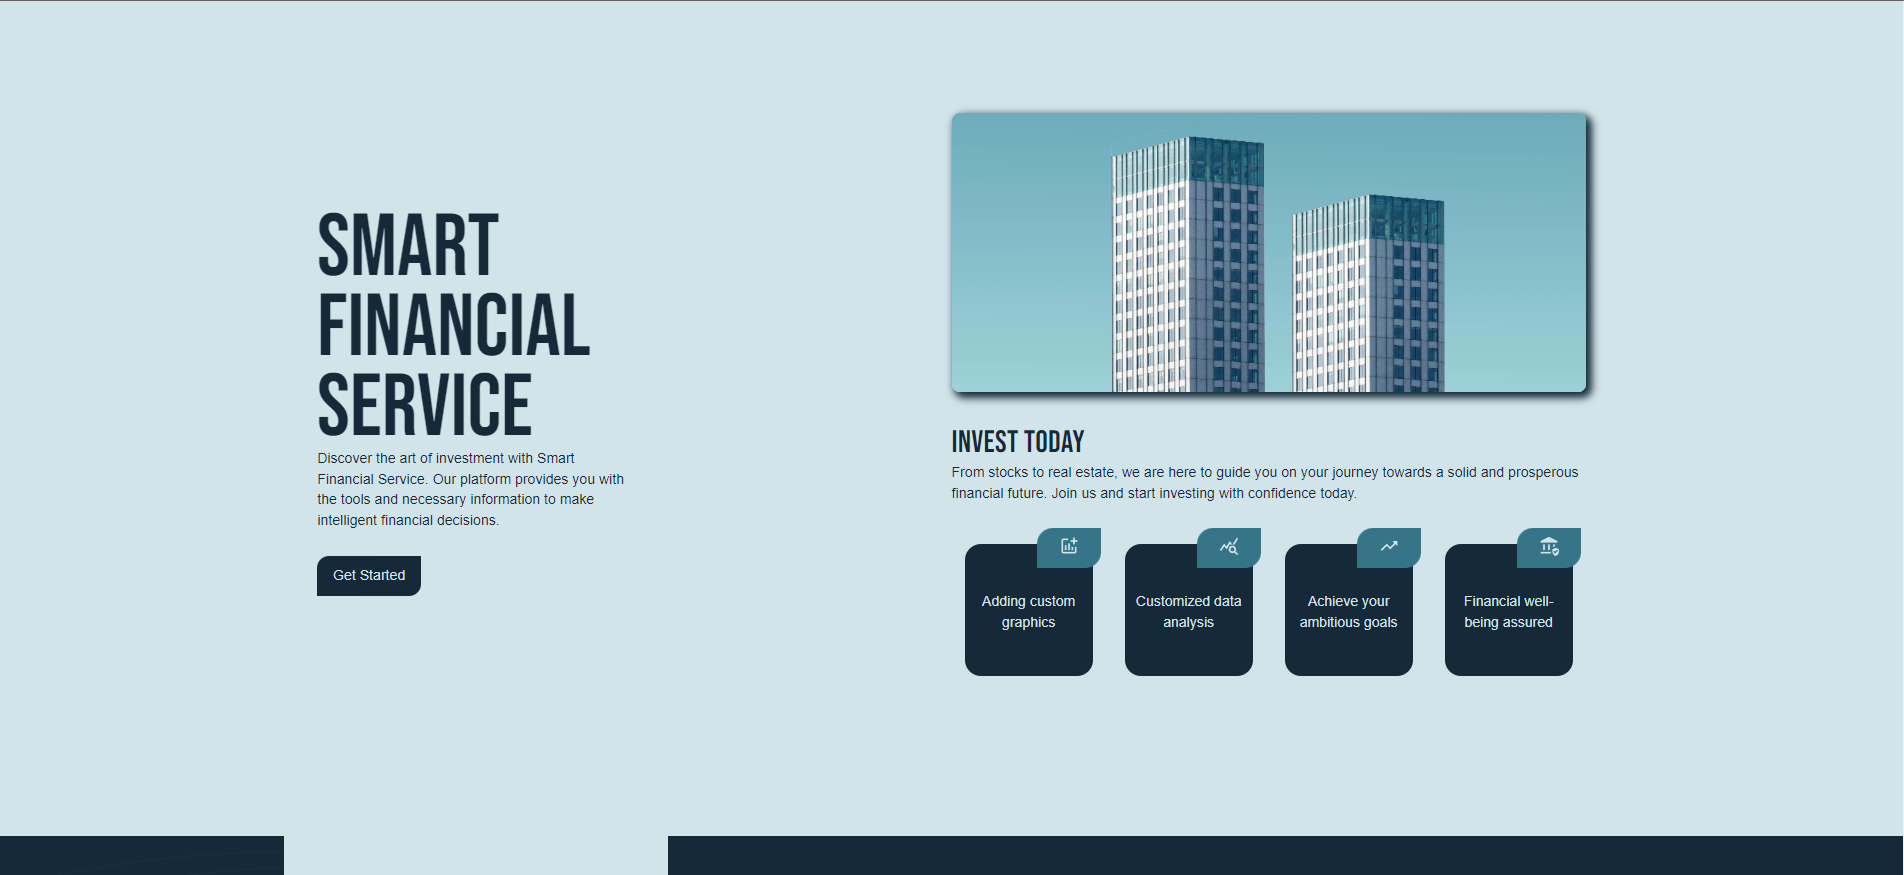 SMART
FINANCIAL
SERVICE
Discover the art of investment with Smart
Financial Service. Our platform provides you with
the tools and necessary information to make
intelligent financial decisions.
Get Started
INVEST TODAY
From stocks to real estate, we are here to guide you on your journey towards a solid and prosperous
financial future. Join us and start investing with confidence today.
Adding custom
graphics
Customized data
analysis
Achieve your
ambitious goals
Financial well-
being assured